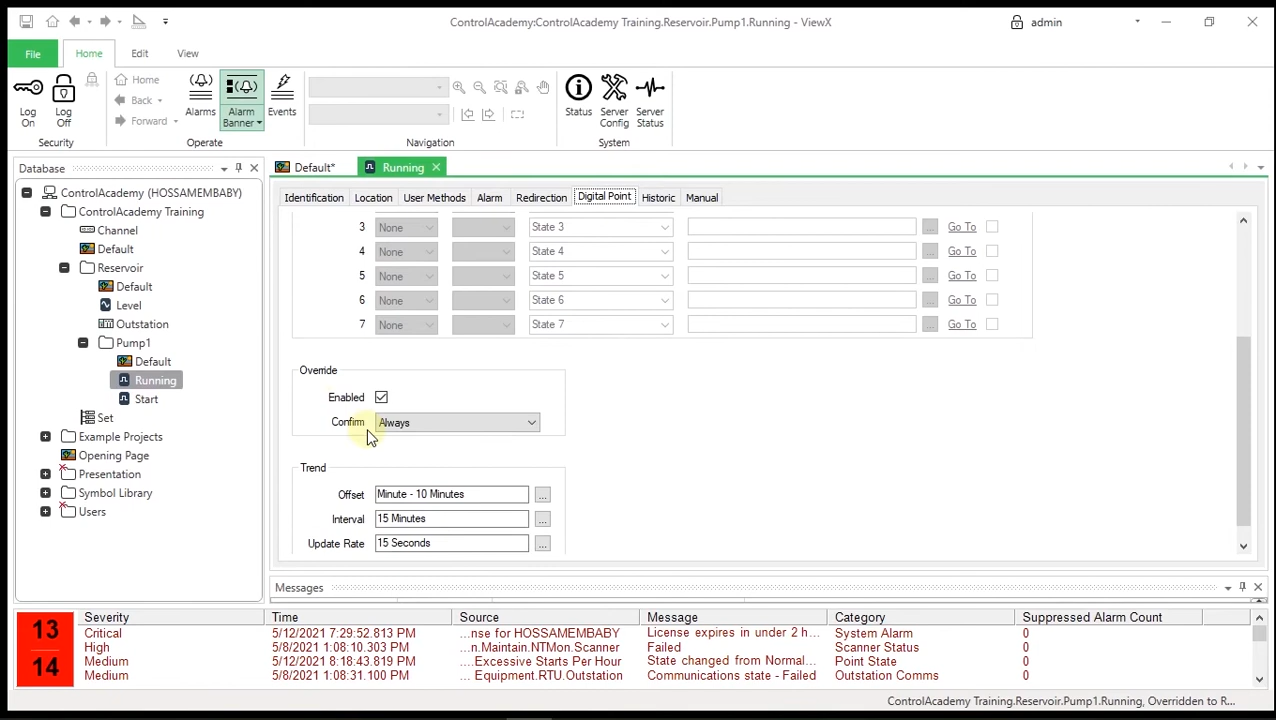 ControlAcademy:ControlAcademy Training.Reservoir.Pump1.Running - ViewX
admin
File
Home
Edit
View
Log On
Log Off
Home
Back
Forward
Alarms
Alarm Banner
Events
Status
Server Config
Server Status
Security
Operate
Navigation
System
Database
ControlAcademy (HOSSAMEMBABY)
ControlAcademy Training
Channel
Default
Reservoir
Default
Level
Outstation
Pump1
Default
Running
Start
Set
Example Projects
Opening Page
Presentation
Symbol Library
Users
Default*
Running
Identification
Location
User Methods
Alarm
Redirection
Digital Point
Historic
Manual
3 None State 3 ... Go To
4 None State 4 ... Go To
5 None State 5 ... Go To
6 None State 6 ... Go To
7 None State 7 ... Go To
Override
Enabled
Confirm Always
Trend
Offset Minute - 10 Minutes ...
Interval 15 Minutes ...
Update Rate 15 Seconds ...
Messages
13
14
Severity Time Source Message Category Suppressed Alarm Count
Critical 5/12/2021 7:29:52.813 PM ...nse for HOSSAMEMBABY License expires in under 2 h... System Alarm 0
High 5/8/2021 1:08:10.303 PM ...n.Maintain.NTMon.Scanner Failed Scanner Status 0
Medium 5/12/2021 8:18:43.819 PM ....Excessive Starts Per Hour State changed from Normal... Point State 0
Medium 5/8/2021 1:08:31.100 PM ... Equipment.RTU.Outstation Communications state - Failed Outstation Comms 0
ControlAcademy Training.Reservoir.Pump1.Running, Overridden to R...